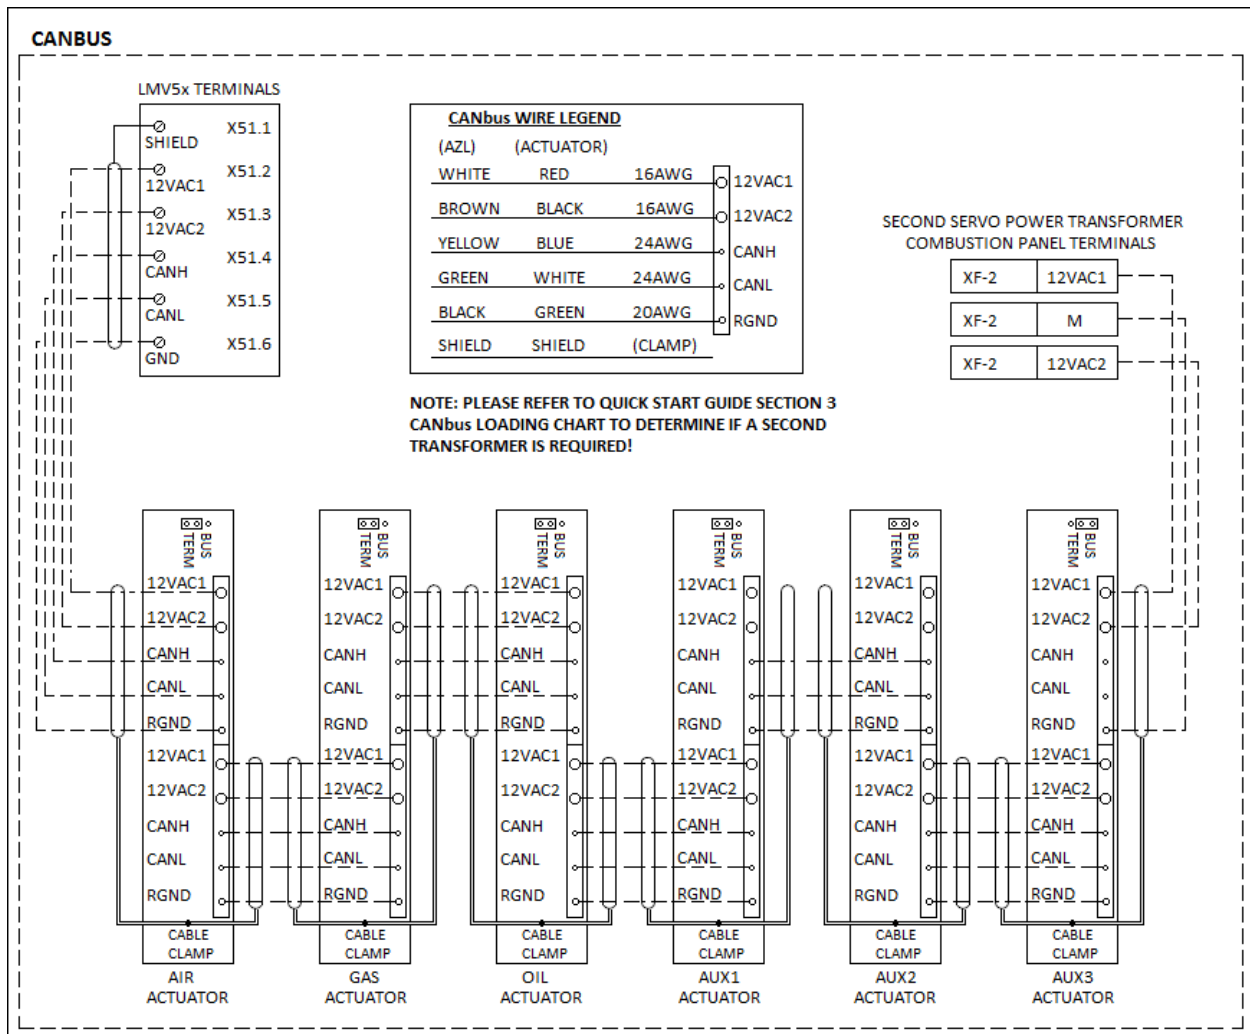 CANBUS
LMV5x TERMINALS
SHIELD X51.1
12VAC1 X51.2
12VAC2 X51.3
CANH X51.4
CANL X51.5
GND X51.6
CANbus WIRE LEGEND
(AZL) (ACTUATOR)
WHITE RED 16AWG 12VAC1
BROWN BLACK 16AWG 12VAC2
YELLOW BLUE 24AWG CANH
GREEN WHITE 24AWG CANL
BLACK GREEN 20AWG RGND
SHIELD SHIELD (CLAMP)
SECOND SERVO POWER TRANSFORMER
COMBUSTION PANEL TERMINALS
XF-2 12VAC1
XF-2 M
XF-2 12VAC2
NOTE: PLEASE REFER TO QUICK START GUIDE SECTION 3
CANbus LOADING CHART TO DETERMINE IF A SECOND
TRANSFORMER IS REQUIRED!
BUS
TERM
12VAC1
12VAC2
CANH
CANL
RGND
12VAC1
12VAC2
CANH
CANL
RGND
CABLE
CLAMP
AIR
ACTUATOR
BUS
TERM
12VAC1
12VAC2
CANH
CANL
RGND
12VAC1
12VAC2
CANH
CANL
RGND
CABLE
CLAMP
GAS
ACTUATOR
BUS
TERM
12VAC1
12VAC2
CANH
CANL
RGND
12VAC1
12VAC2
CANH
CANL
RGND
CABLE
CLAMP
OIL
ACTUATOR
BUS
TERM
12VAC1
12VAC2
CANH
CANL
RGND
12VAC1
12VAC2
CANH
CANL
RGND
CABLE
CLAMP
AUX1
ACTUATOR
BUS
TERM
12VAC1
12VAC2
CANH
CANL
RGND
12VAC1
12VAC2
CANH
CANL
RGND
CABLE
CLAMP
AUX2
ACTUATOR
BUS
TERM
12VAC1
12VAC2
CANH
CANL
RGND
12VAC1
12VAC2
CANH
CANL
RGND
CABLE
CLAMP
AUX3
ACTUATOR